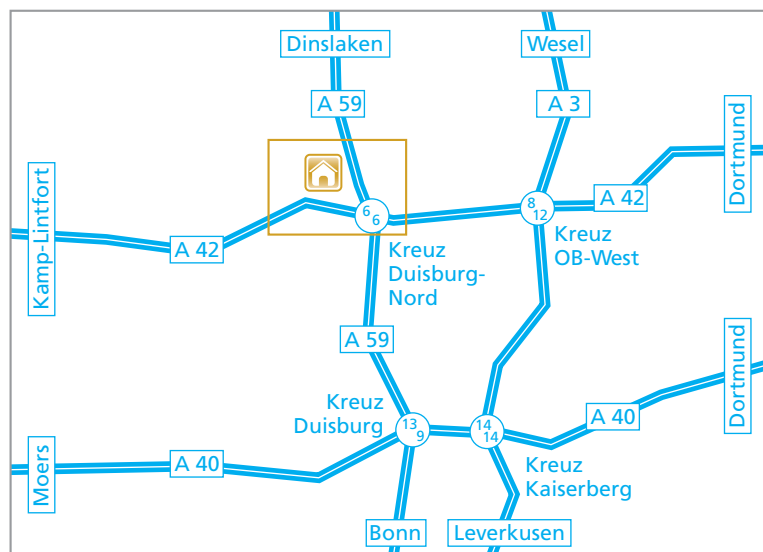 Dinslaken
Wesel
A 59
A 3
Dortmund
Kamp-Lintfort
6
6
8
12
A 42
A 42
Kreuz
Duisburg-
Nord
Kreuz
OB-West
A 59
Dortmund
Kreuz
Duisburg
13
9
14
14
A 40
Moers
A 40
Kreuz
Kaiserberg
Bonn
Leverkusen